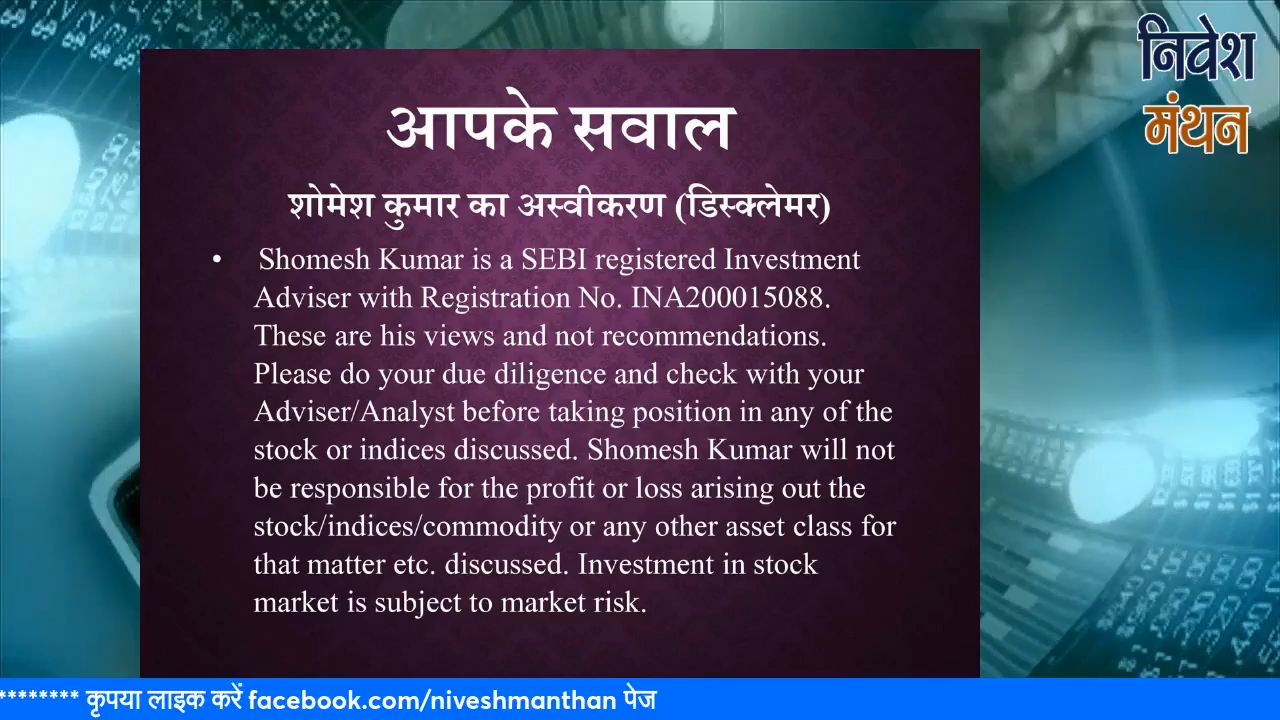 निवेश
मंथन
आपके सवाल
शोमेश कुमार का अस्वीकरण (डिस्क्लेमर)
• Shomesh Kumar is a SEBI registered Investment
Adviser with Registration No. INA200015088.
These are his views and not recommendations.
Please do your due diligence and check with your
Adviser/Analyst before taking position in any of the
stock or indices discussed. Shomesh Kumar will not
be responsible for the profit or loss arising out the
stock/indices/commodity or any other asset class for
that matter etc. discussed. Investment in stock
market is subject to market risk.
******** कृपया लाइक करें facebook.com/niveshmanthan पेज